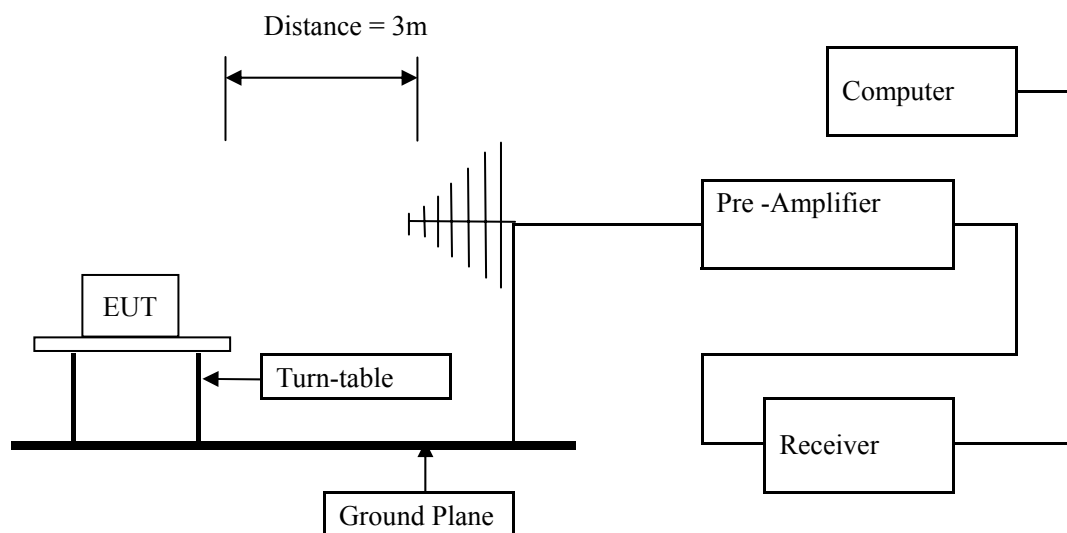 Distance = 3m
Computer
Pre -Amplifier
EUT
Turn-table
Receiver
Ground Plane